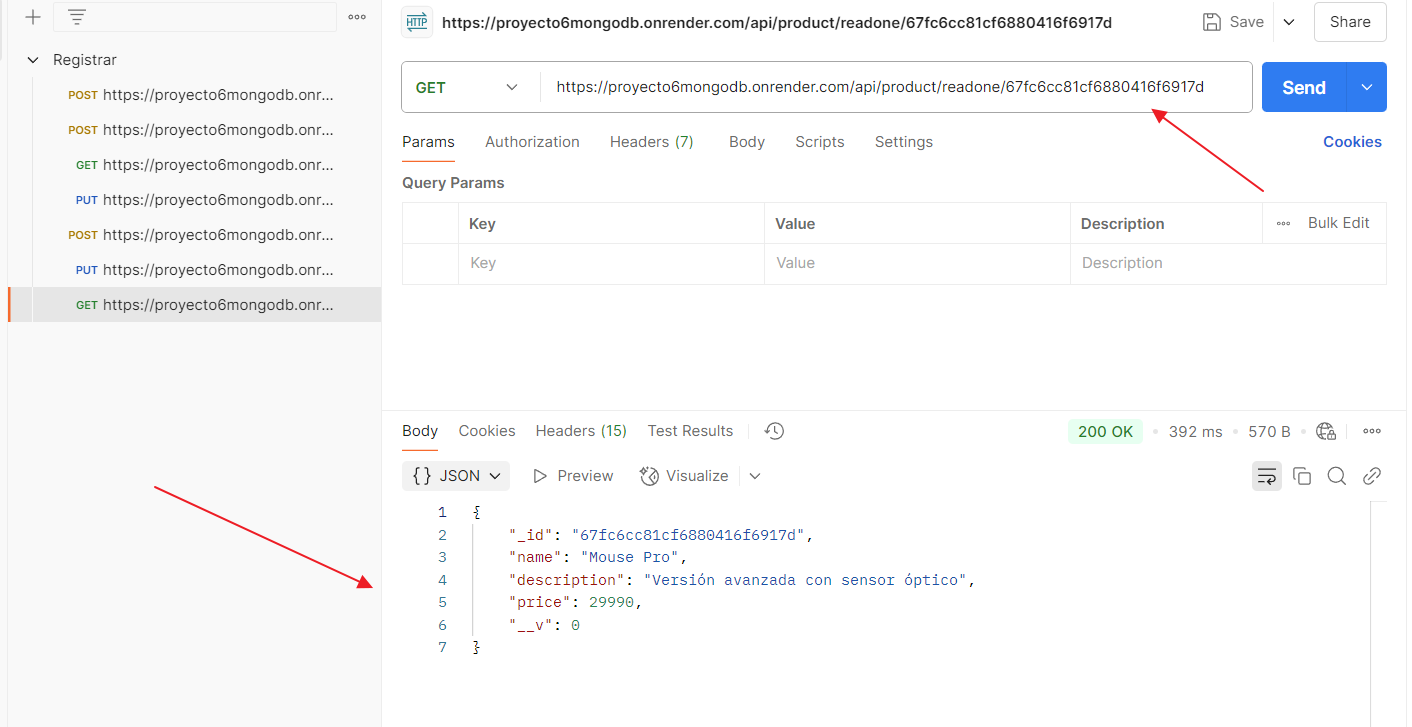 HTTP https://proyecto6mongodb.onrender.com/api/product/readone/67fc6cc81cf6880416f6917d Save Share
Registrar
POST https://proyecto6mongodb.onr...
POST https://proyecto6mongodb.onr...
GET https://proyecto6mongodb.onr...
PUT https://proyecto6mongodb.onr...
POST https://proyecto6mongodb.onr...
PUT https://proyecto6mongodb.onr...
GET https://proyecto6mongodb.onr...
GET https://proyecto6mongodb.onrender.com/api/product/readone/67fc6cc81cf6880416f6917d Send
Params Authorization Headers (7) Body Scripts Settings Cookies
Query Params
Key Value Description Bulk Edit
Key Value Description
Body Cookies Headers (15) Test Results 200 OK • 392 ms • 570 B •
{} JSON Preview Visualize
1 {
2 "_id": "67fc6cc81cf6880416f6917d",
3 "name": "Mouse Pro",
4 "description": "Versión avanzada con sensor óptico",
5 "price": 29990,
6 "__v": 0
7 }